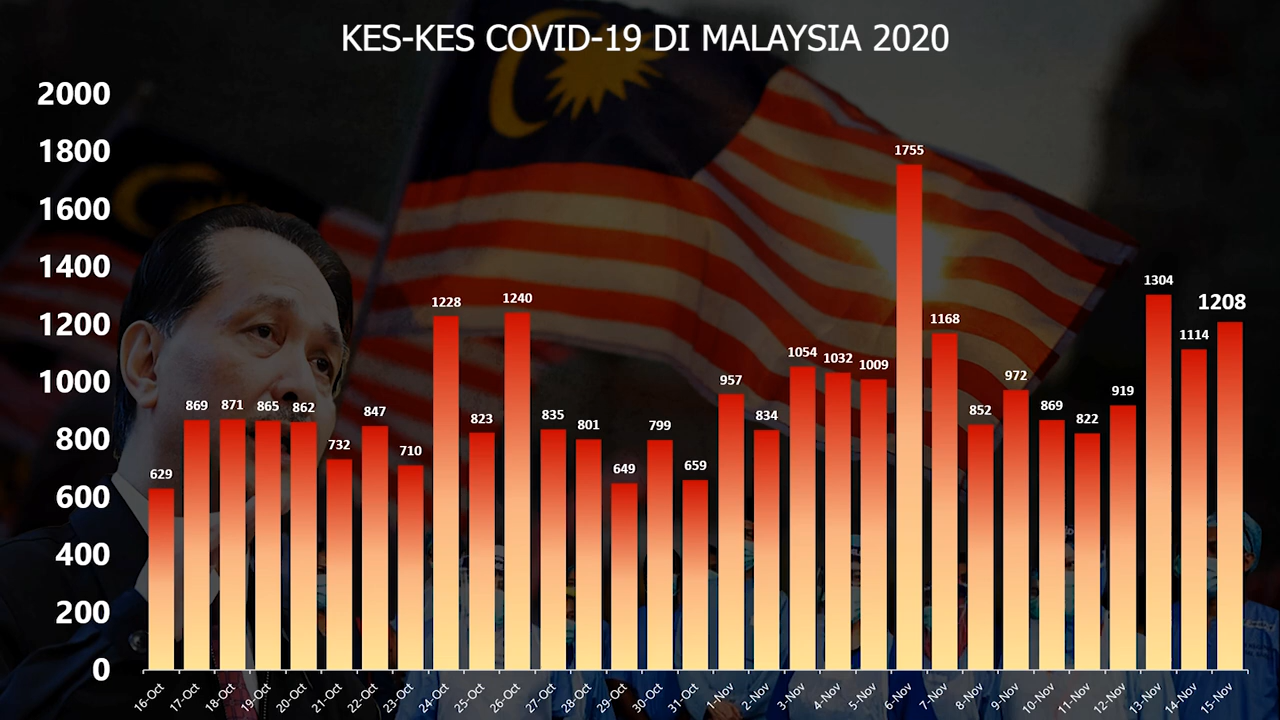 KES-KES COVID-19 DI MALAYSIA 2020
2000
1800
1600
1400
1200
1000
800
600
400
200
0
629
869
871
865
862
732
847
710
1228
823
1240
835
801
649
799
659
957
834
1054
1032
1009
1755
1168
852
972
869
822
919
1304
1114
1208
16-Oct
17-Oct
18-Oct
19-Oct
20-Oct
21-Oct
22-Oct
23-Oct
24-Oct
25-Oct
26-Oct
27-Oct
28-Oct
29-Oct
30-Oct
31-Oct
1-Nov
2-Nov
3-Nov
4-Nov
5-Nov
6-Nov
7-Nov
8-Nov
9-Nov
10-Nov
11-Nov
12-Nov
13-Nov
14-Nov
15-Nov